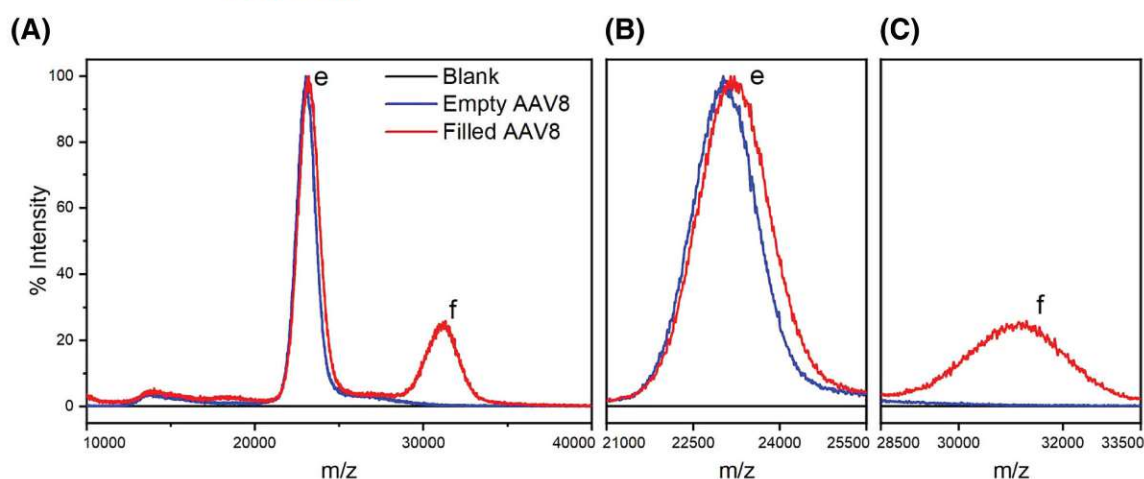 (A)
% Intensity
100
80
60
40
20
0
e
f
Blank
Empty AAV8
Filled AAV8
10000 20000 30000 40000
m/z
(B)
e
21000 22500 24000 25500
m/z
(C)
f
28500 30000 32000 33500
m/z